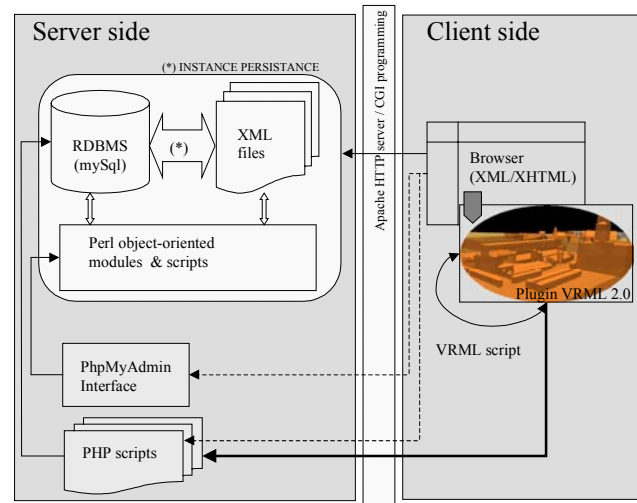 Server side
(*) INSTANCE PERSISTANCE
RDBMS
(mySql)
(*)
XML
files
Perl object-oriented
modules & scripts
PhpMyAdmin
Interface
PHP scripts
Apache HTTP server / CGI programming
Client side
Browser
(XML/XHTML)
Plugin VRML 2.0
VRML script